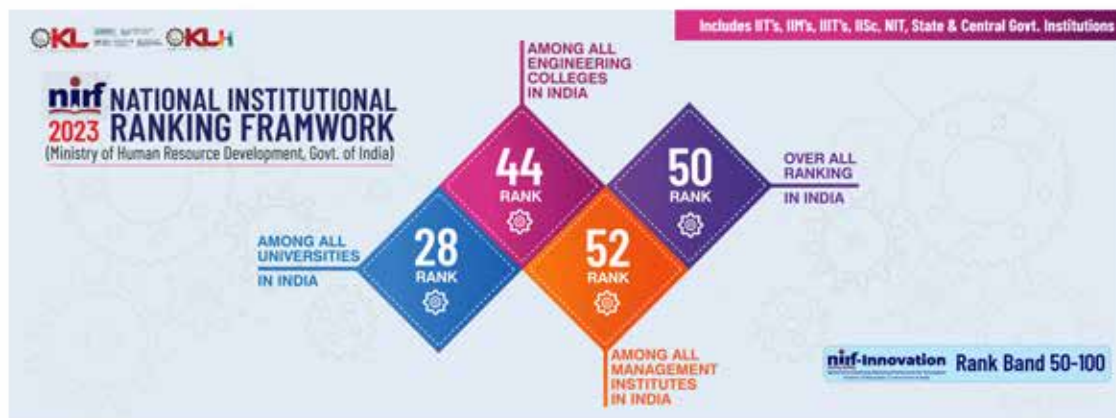 KL
KLH
Includes IIT's, IIM's, IIIT's, IISc, NIT, State & Central Govt. Institutions
nirf
2023
NATIONAL INSTITUTIONAL
RANKING FRAMWORK
(Ministry of Human Resource Development, Govt. of India)
AMONG ALL
ENGINEERING
COLLEGES
IN INDIA
44
RANK
50
RANK
OVER ALL
RANKING
IN INDIA
AMONG ALL
UNIVERSITIES
IN INDIA
28
RANK
52
RANK
AMONG ALL
MANAGEMENT
INSTITUTES
IN INDIA
nirf-Innovation Rank Band 50-100